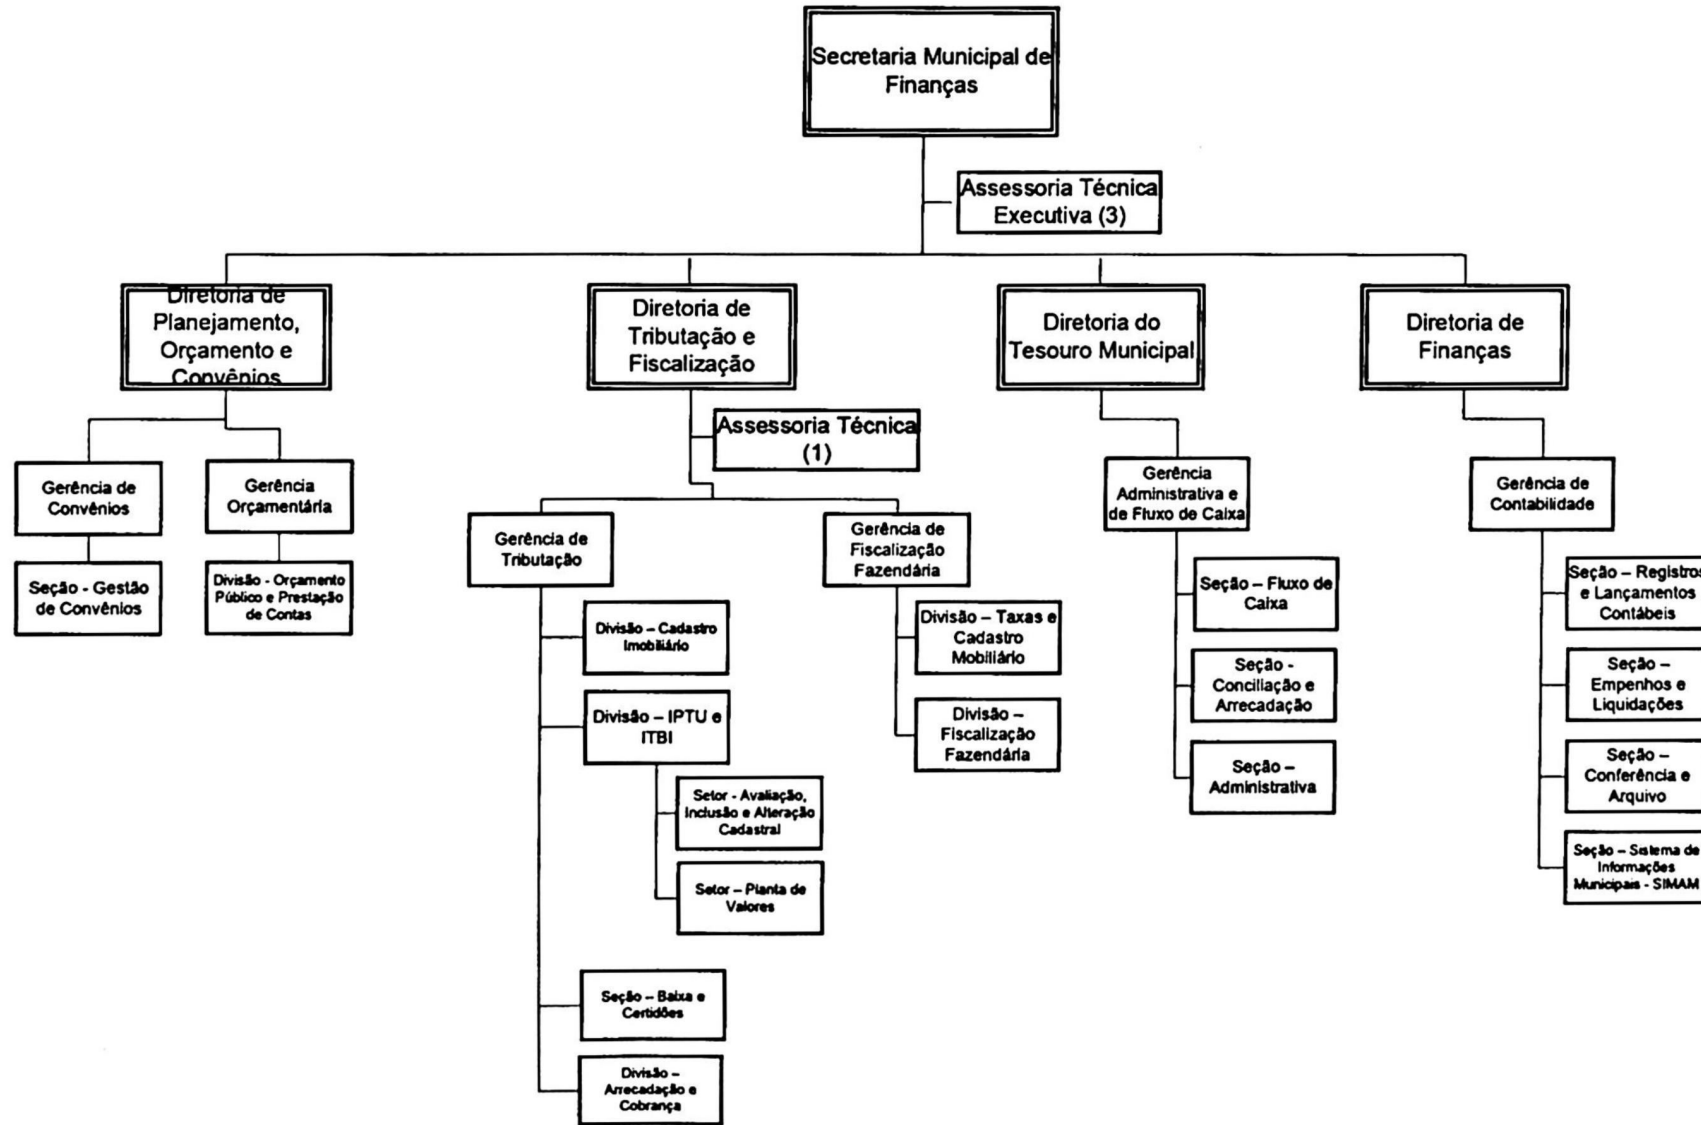 Secretaria Municipal de
Finanças
Assessoria Técnica
Executiva (3)
Diretoria de
Planejamento,
Orçamento e
Convênios
Diretoria de
Tributação e
Fiscalização
Diretoria do
Tesouro Municipal
Diretoria de
Finanças
Assessoria Técnica
(1)
Gerência de
Convênios
Gerência
Orçamentária
Gerência
Administrativa e
de Fluxo de Caixa
Gerência de
Contabilidade
Gerência de
Tributação
Gerência de
Fiscalização
Fazendária
Seção - Gestão
de Convênios
Divisão - Orçamento
Público e Prestação
de Contas
Divisão – Cadastro
Imobiliário
Divisão – IPTU e
ITBI
Setor - Avaliação,
Inclusão e Alteração
Cadastral
Setor – Planta de
Valores
Seção – Baixa e
Certidões
Divisão –
Arrecadação e
Cobrança
Divisão – Taxas e
Cadastro
Mobiliário
Divisão –
Fiscalização
Fazendária
Seção – Fluxo de
Caixa
Seção -
Conciliação e
Arrecadação
Seção –
Administrativa
Seção – Registros
e Lançamentos
Contábeis
Seção –
Empenhos e
Liquidações
Seção –
Conferência e
Arquivo
Seção – Sistema de
Informações
Municipais - SIMAM